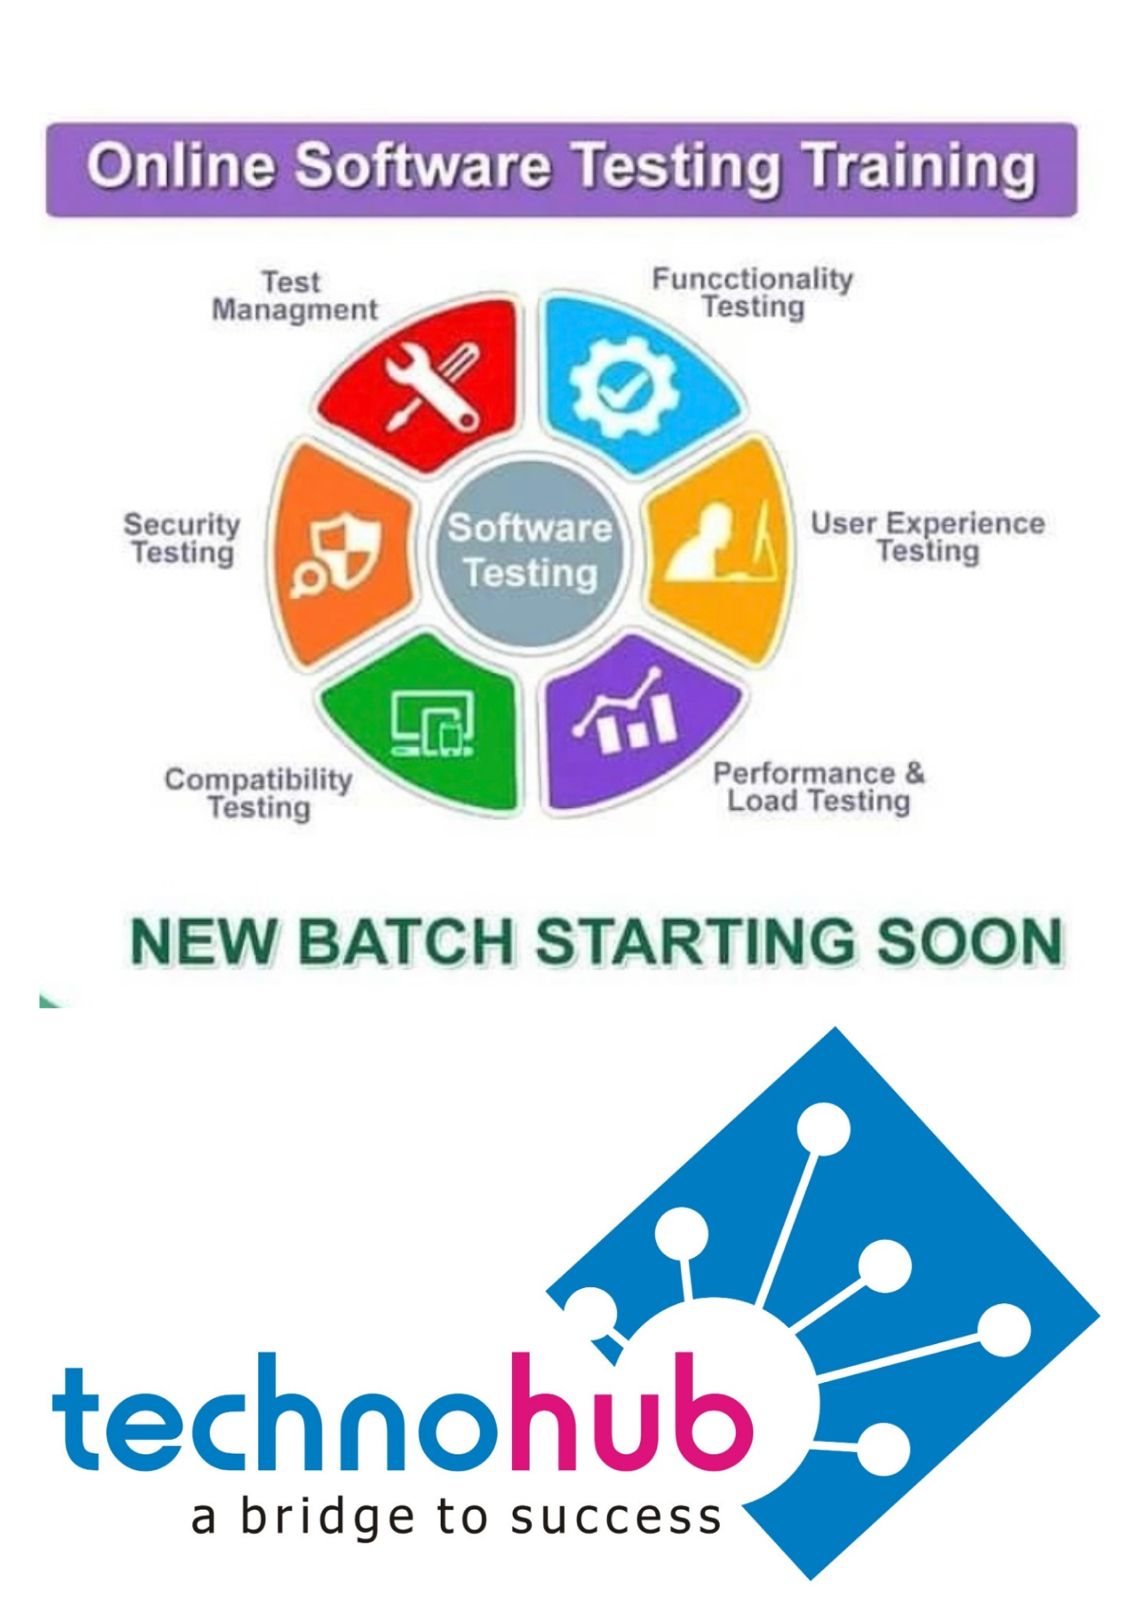 Online Software Testing Training
Test
Managment
Funcctionality
Testing
Security
Testing
Software
Testing
User Experience
Testing
Compatibility
Testing
Performance &
Load Testing
NEW BATCH STARTING SOON
technohub
a bridge to success